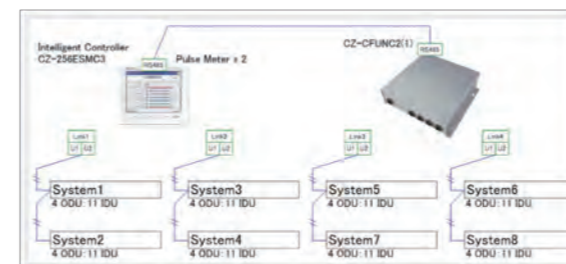 Intelligent Controller
CZ-256ESMC3
RS485
Pulse Meter x 2
CZ-CFUNC2(1)
RS485
Link1
U1 U2
Link2
U1 U2
Link3
U1 U2
Link4
U1 U2
System1
4 ODU: 11 IDU
System3
4 ODU: 11 IDU
System5
4 ODU: 11 IDU
System6
4 ODU: 11 IDU
System2
4 ODU: 11 IDU
System4
4 ODU: 11 IDU
System7
4 ODU: 11 IDU
System8
4 ODU: 11 IDU